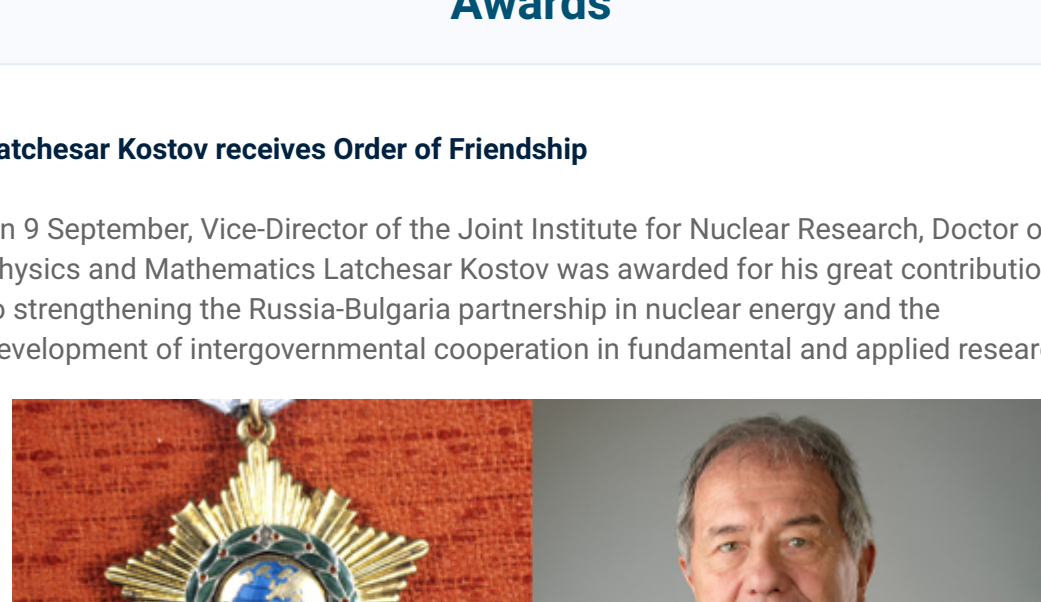 Awards
atchesar Kostov receives Order of Friendship
n 9 September, Vice-Director of the Joint Institute for Nuclear Research, Doctor o
hysics and Mathematics Latchesar Kostov was awarded for his great contributio
o strengthening the Russia-Bulgaria partnership in nuclear energy and the
evelopment of intergovernmental cooperation in fundamental and applied resear